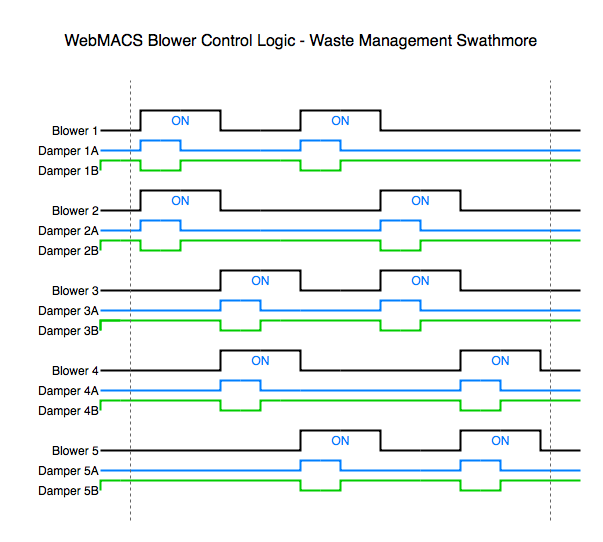 WebMACS Blower Control Logic - Waste Management Swathmore
ON ON
Blower 1
Damper 1A
Damper 1B
ON ON
Blower 2
Damper 2A
Damper 2B
ON ON
Blower 3
Damper 3A
Damper 3B
ON ON
Blower 4
Damper 4A
Damper 4B
ON ON
Blower 5
Damper 5A
Damper 5B